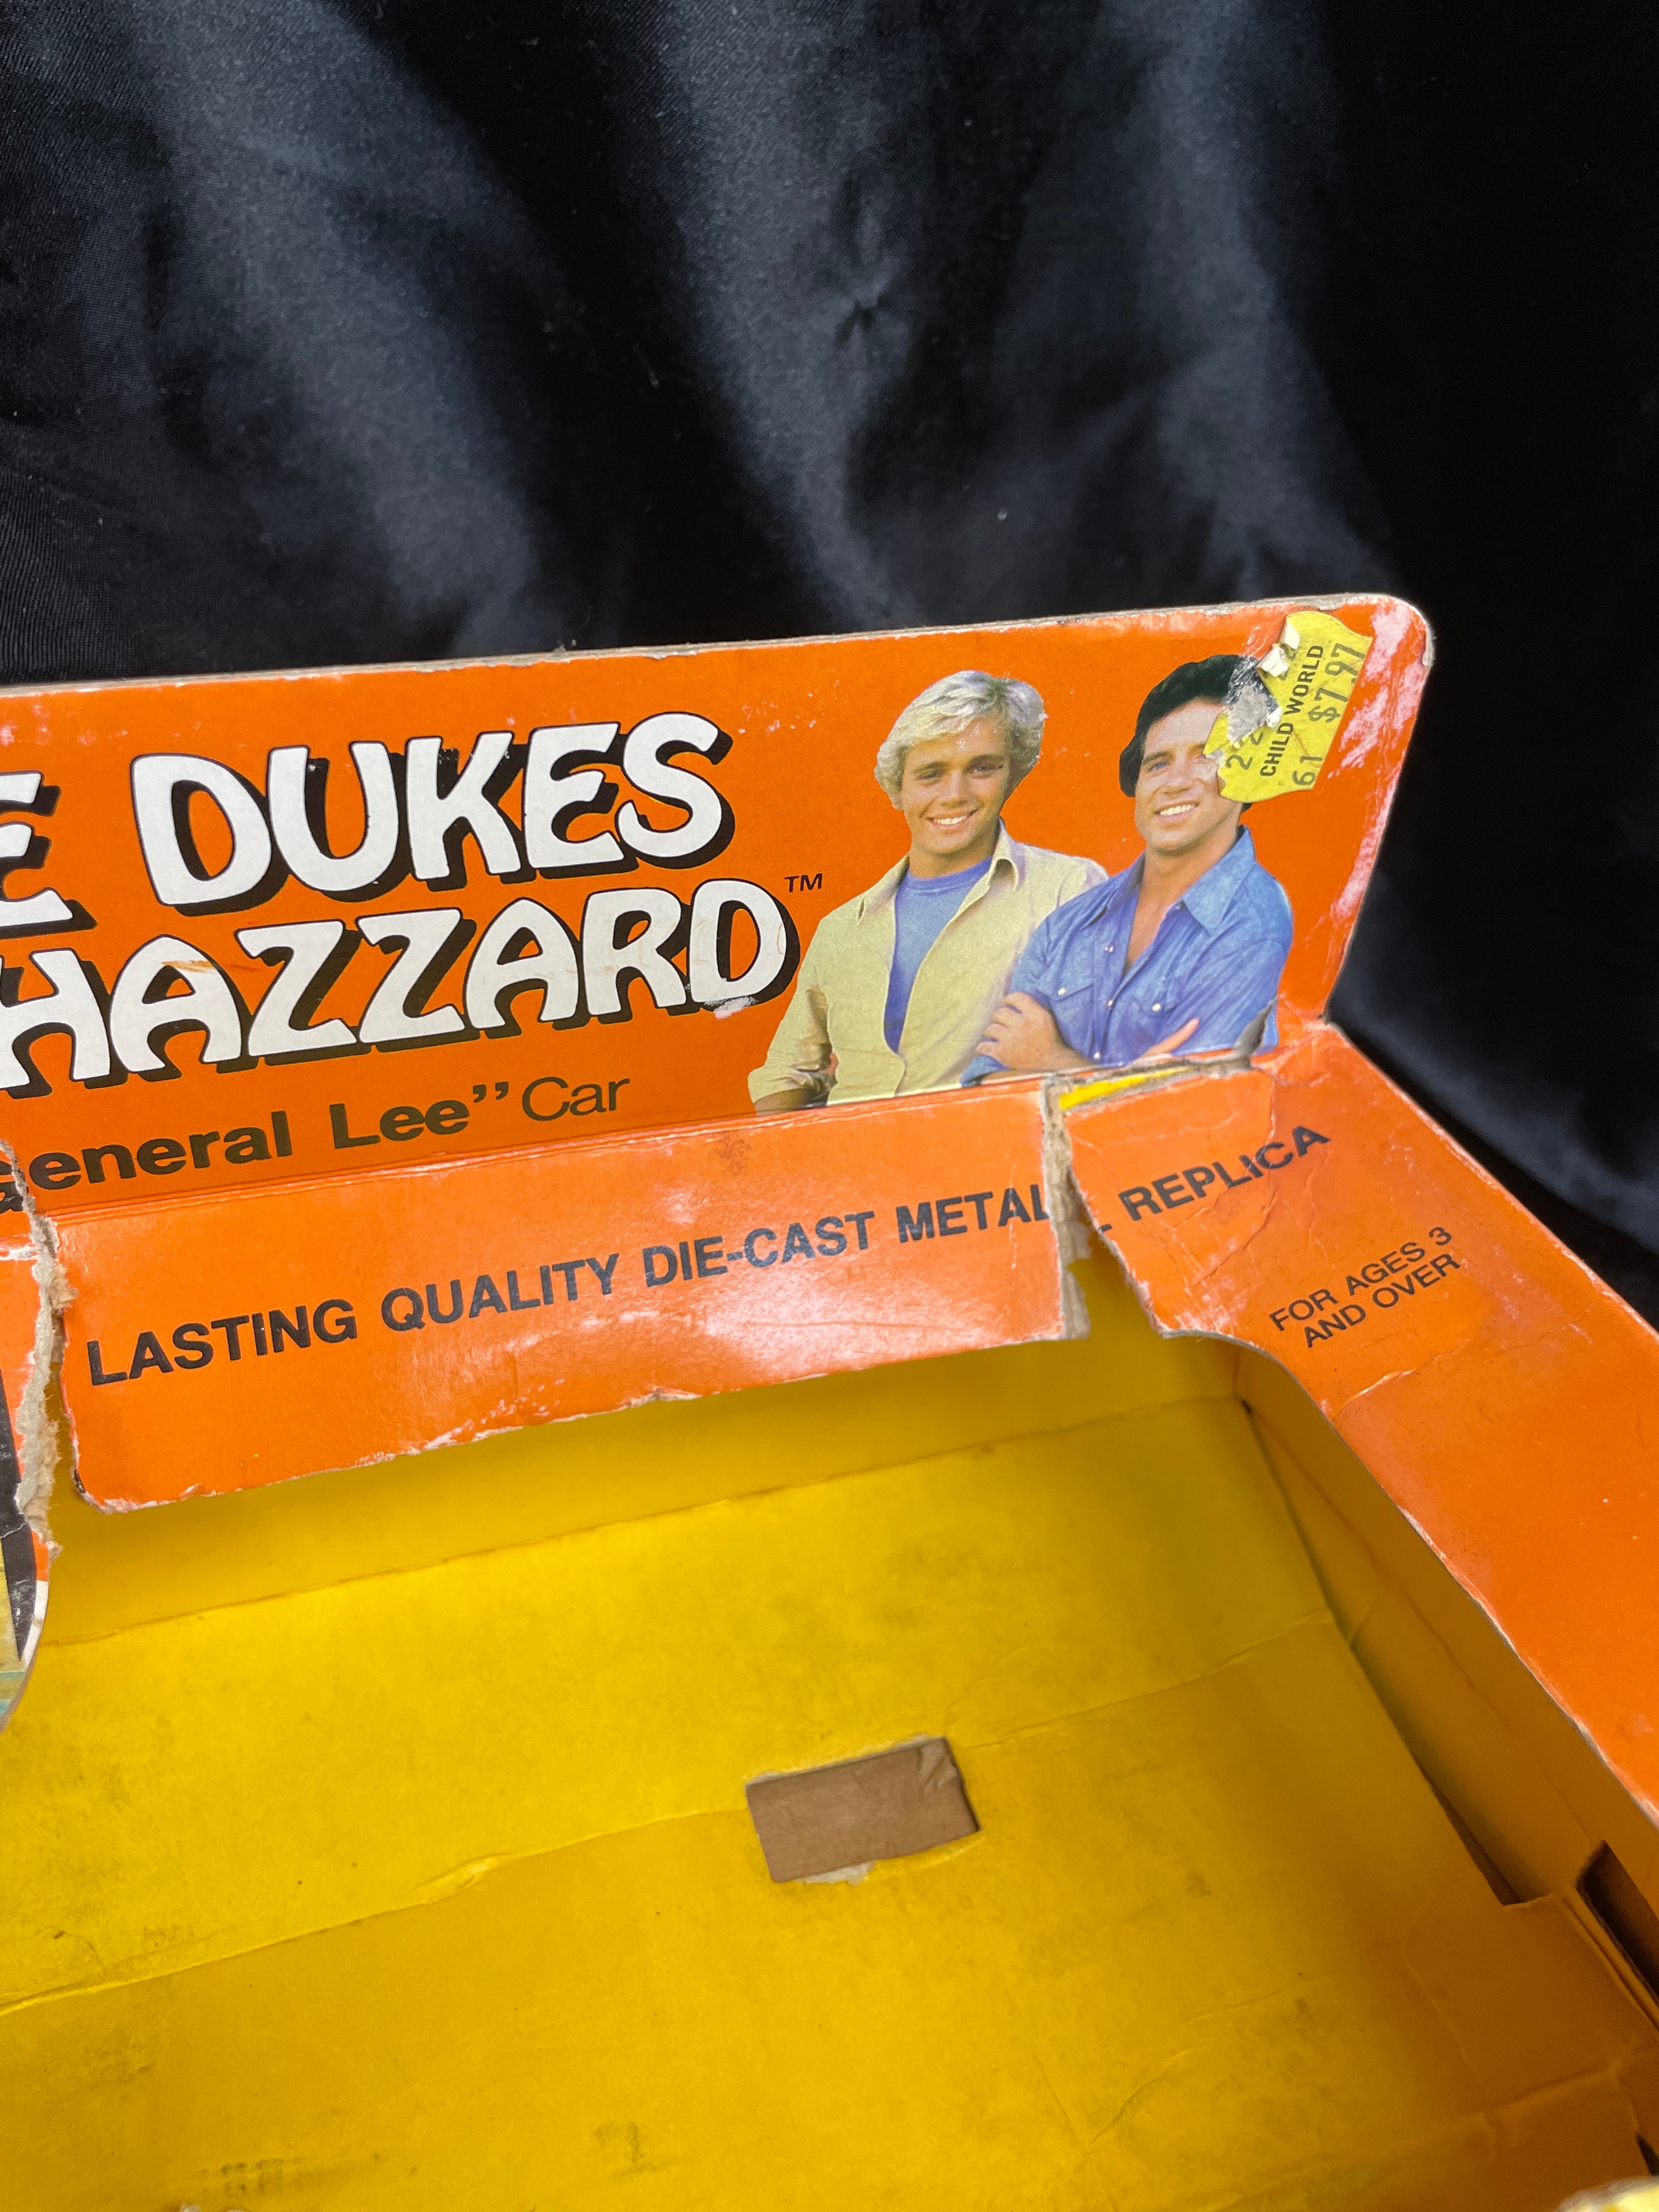 E DUKES
HAZZARD™
General Lee” Car
CHILD WORLD
61 $7.97
LASTING QUALITY DIE-CAST METAL REPLICA
FOR AGES 3
AND OVER